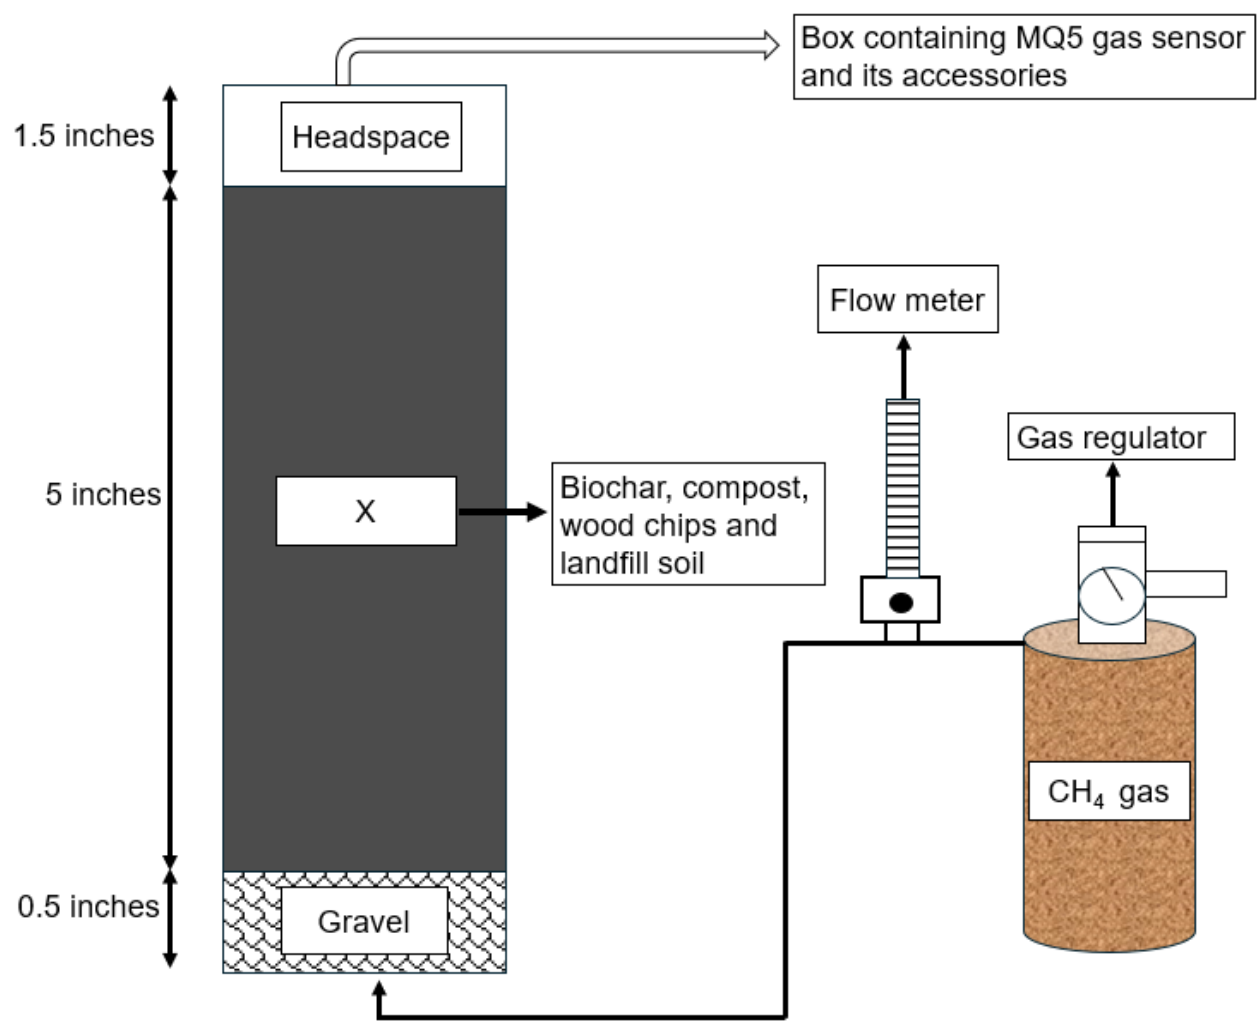 Box containing MQ5 gas sensor
and its accessories
1.5 inches
Headspace
Flow meter
Gas regulator
5 inches
X
Biochar, compost,
wood chips and
landfill soil
CH₄ gas
0.5 inches
Gravel